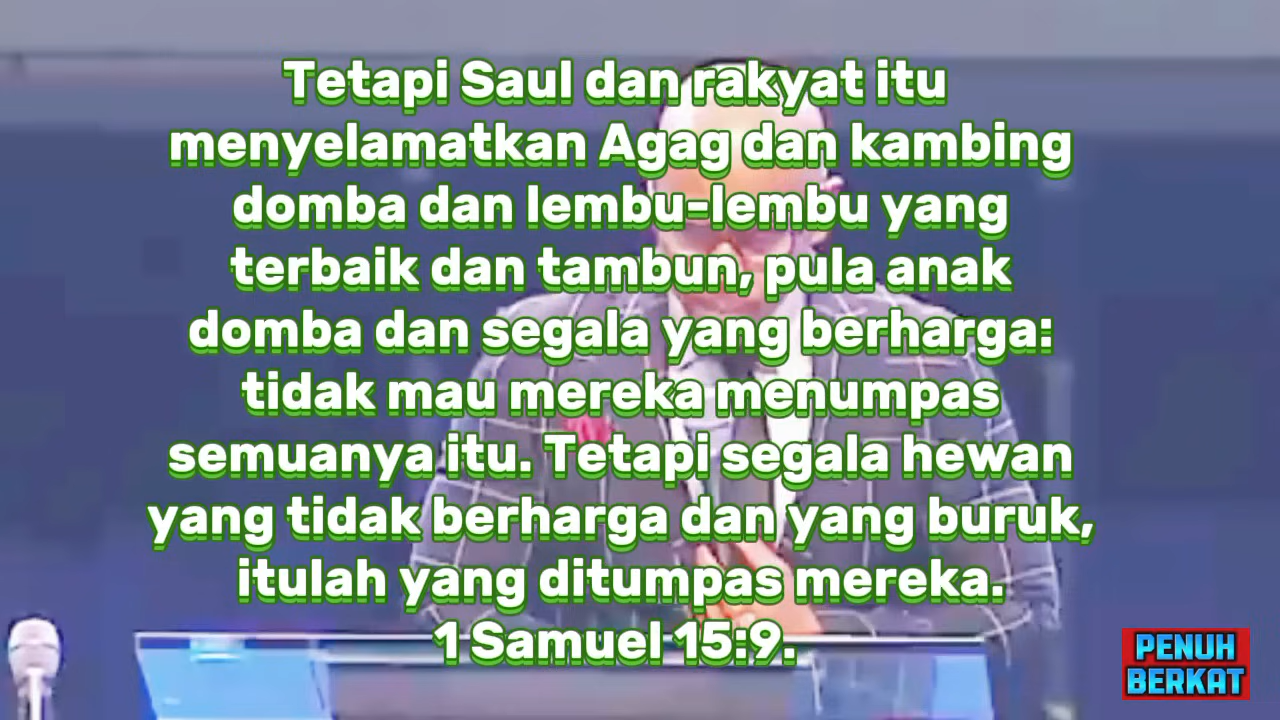 Tetapi Saul dan rakyat itu
menyelamatkan Agag dan kambing
domba dan lembu-lembu yang
terbaik dan tambun, pula anak
domba dan segala yang berharga:
tidak mau mereka menumpas
semuanya itu. Tetapi segala hewan
yang tidak berharga dan yang buruk,
itulah yang ditumpas mereka.
1 Samuel 15:9.
PENUH
BERKAT